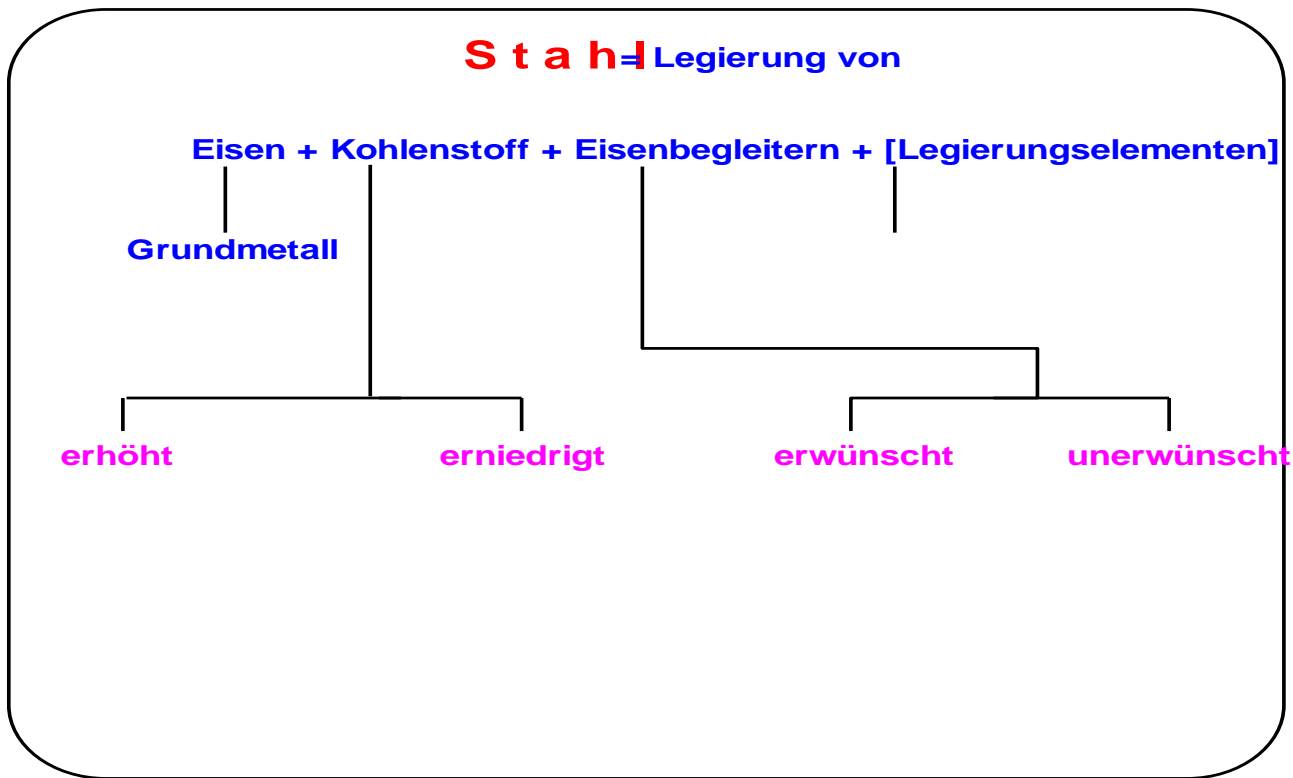 S t a h l = Legierung von
Eisen + Kohlenstoff + Eisenbegleitern + [Legierungselementen]
Grundmetall
erhöht erniedrigt erwünscht unerwünscht